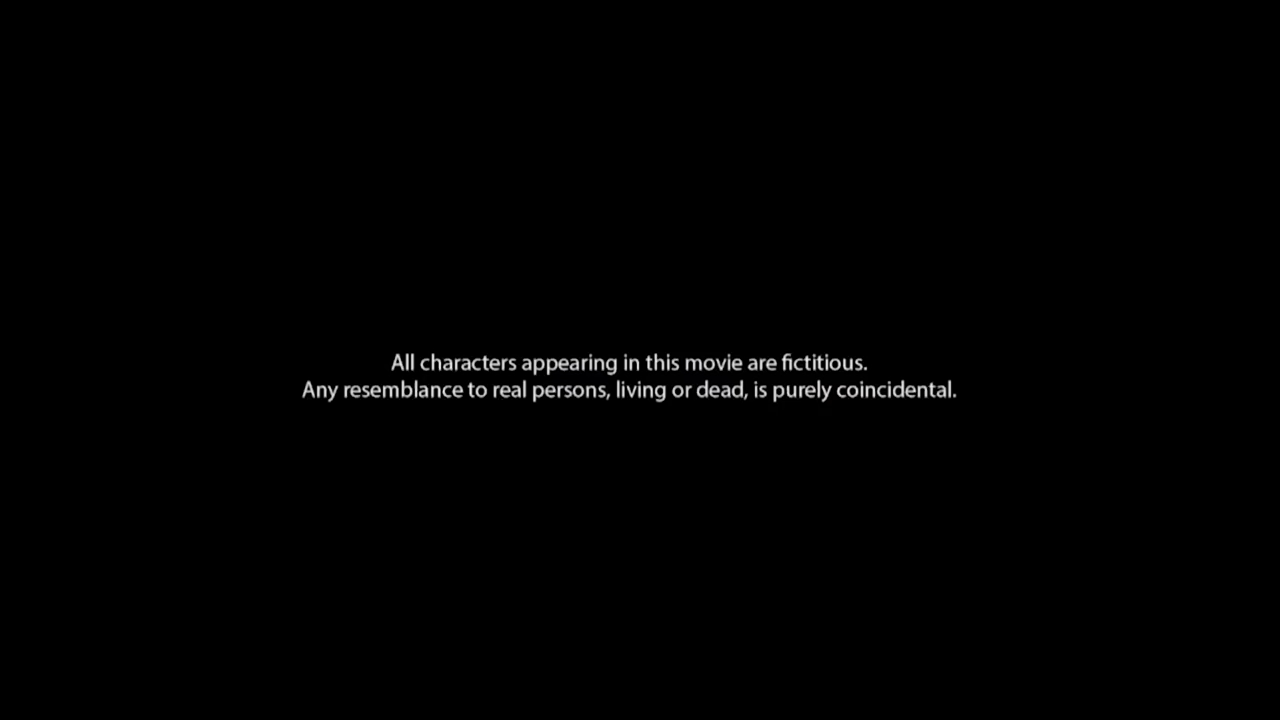 All characters appearing in this movie are fictitious.
Any resemblance to real persons, living or dead, is purely coincidental.